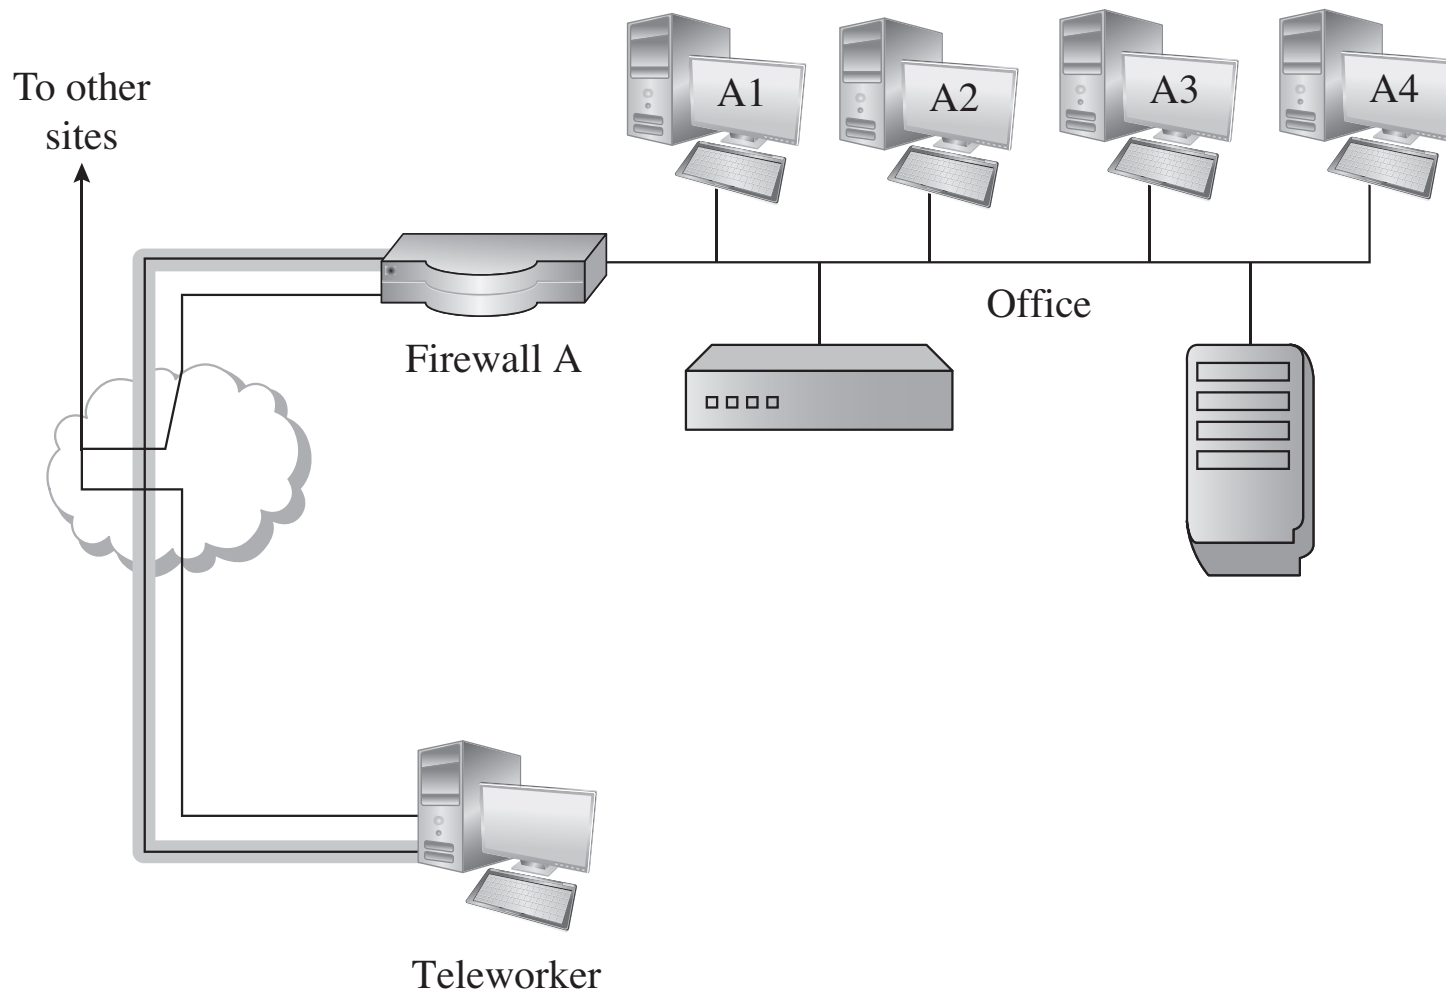 A1
A2
A3
A4
To other
sites
Office
Firewall A
Teleworker